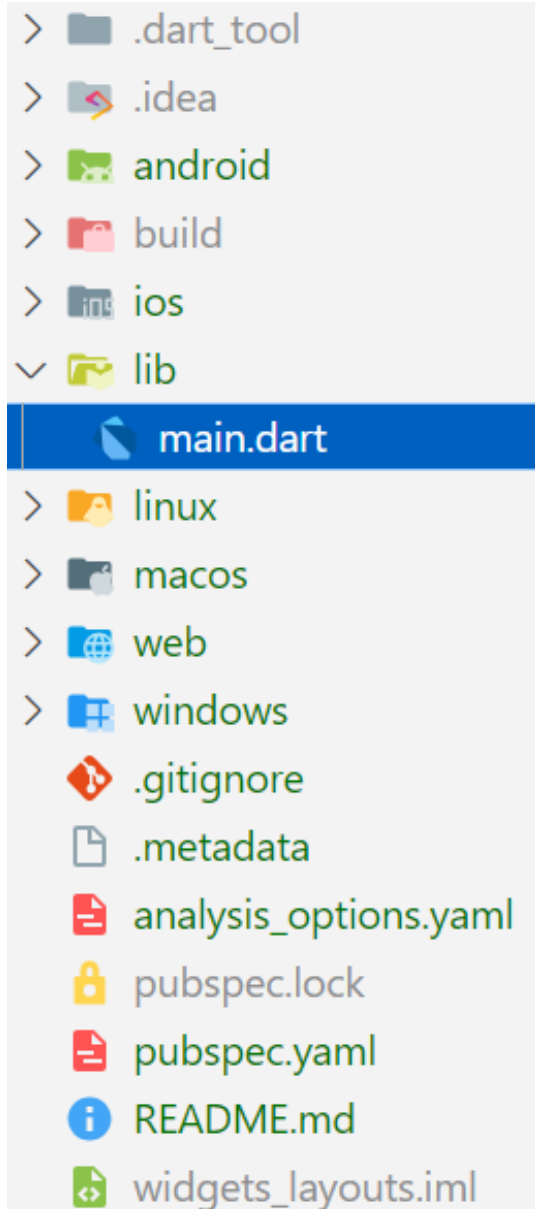 .dart_tool
.idea
android
build
ios
lib
main.dart
linux
macos
web
windows
.gitignore
.metadata
analysis_options.yaml
pubspec.lock
pubspec.yaml
README.md
widgets_layouts.iml